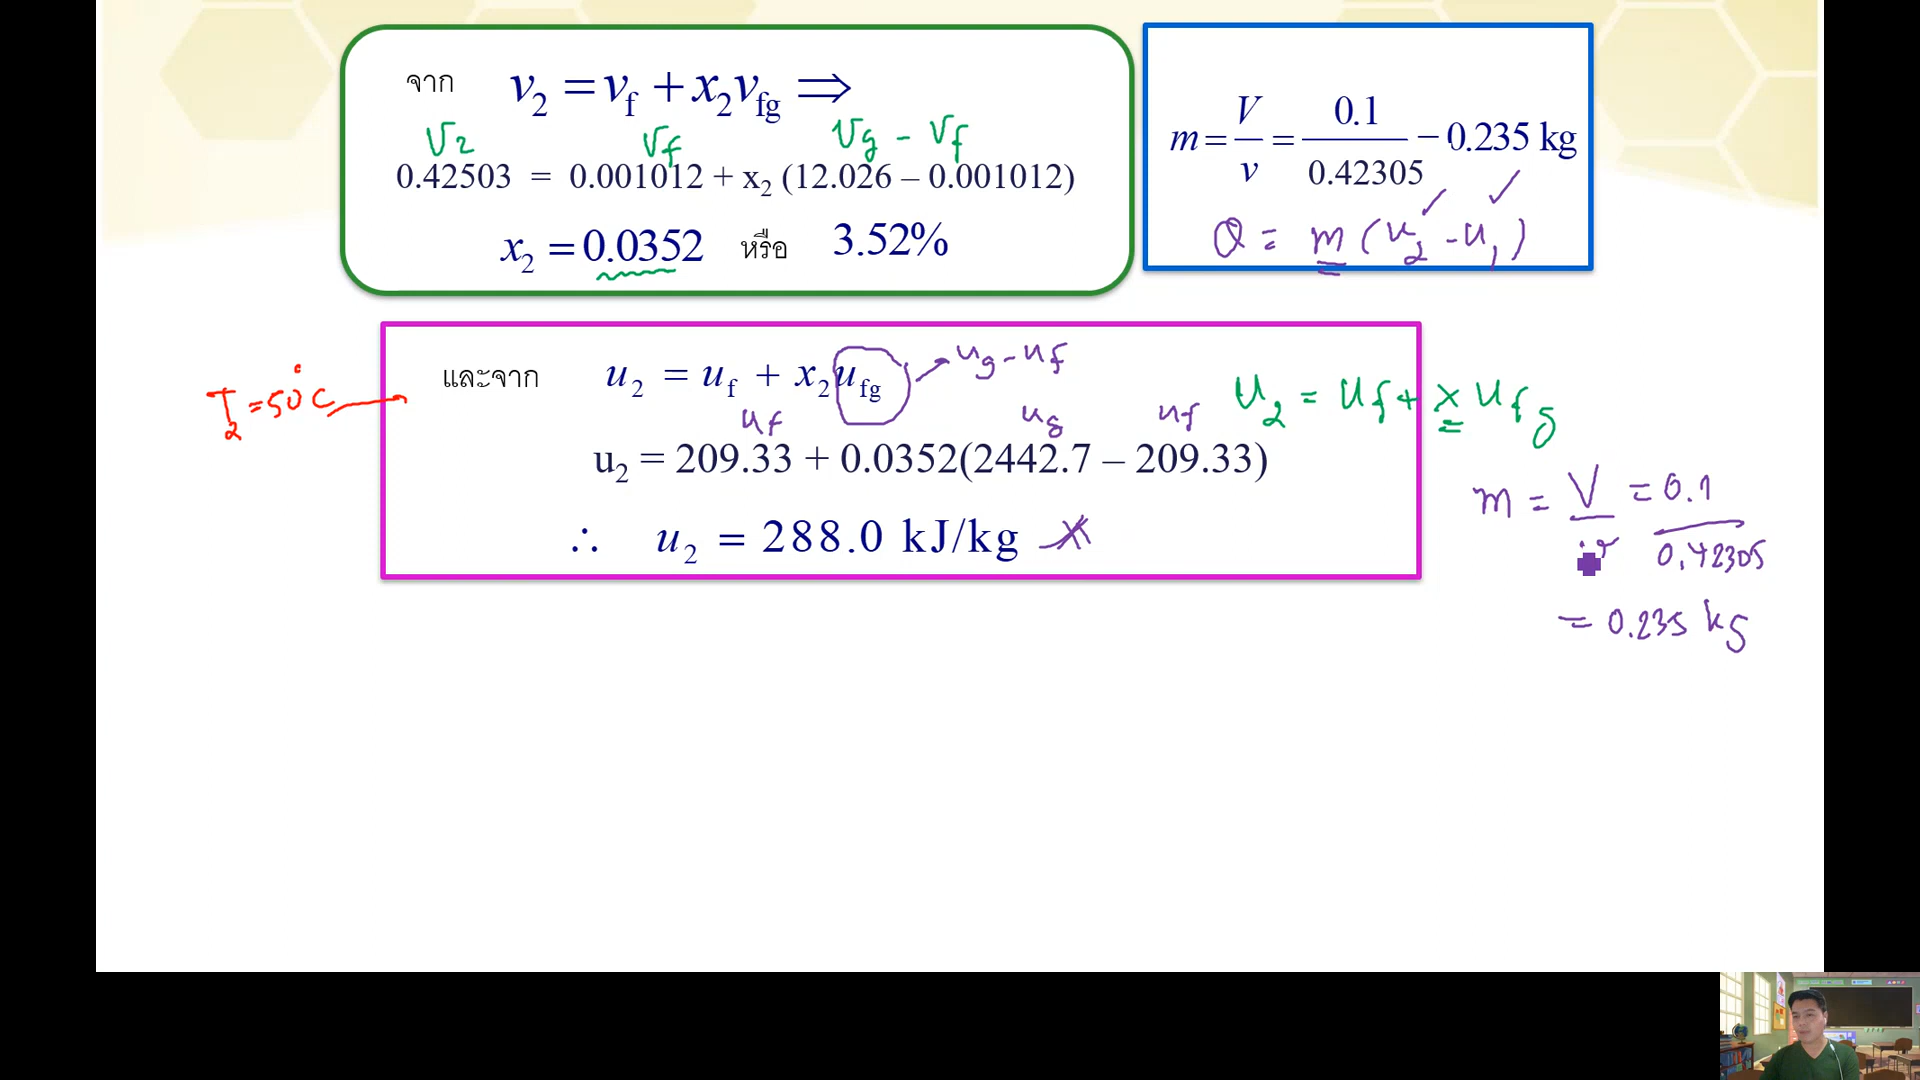 จาก v₂ = v_f + x₂v_fg ⇒
V₂ V_f V_g - V_f
0.42503 = 0.001012 + x₂ (12.026 – 0.001012)
x₂ = 0.0352 หรือ 3.52%
m = V/v = 0.1/0.42305 − 0.235 kg
Q = m (u₂ - u₁)
T₂ = 50°C
และจาก u₂ = u_f + x₂u_fg → u_g - u_f
u_f u_g u_f
u₂ = 209.33 + 0.0352(2442.7 – 209.33)
∴ u₂ = 288.0 kJ/kg
u₂ = u_f + x u_fg
m = V/v = 0.1/0.42305
= 0.235 kg